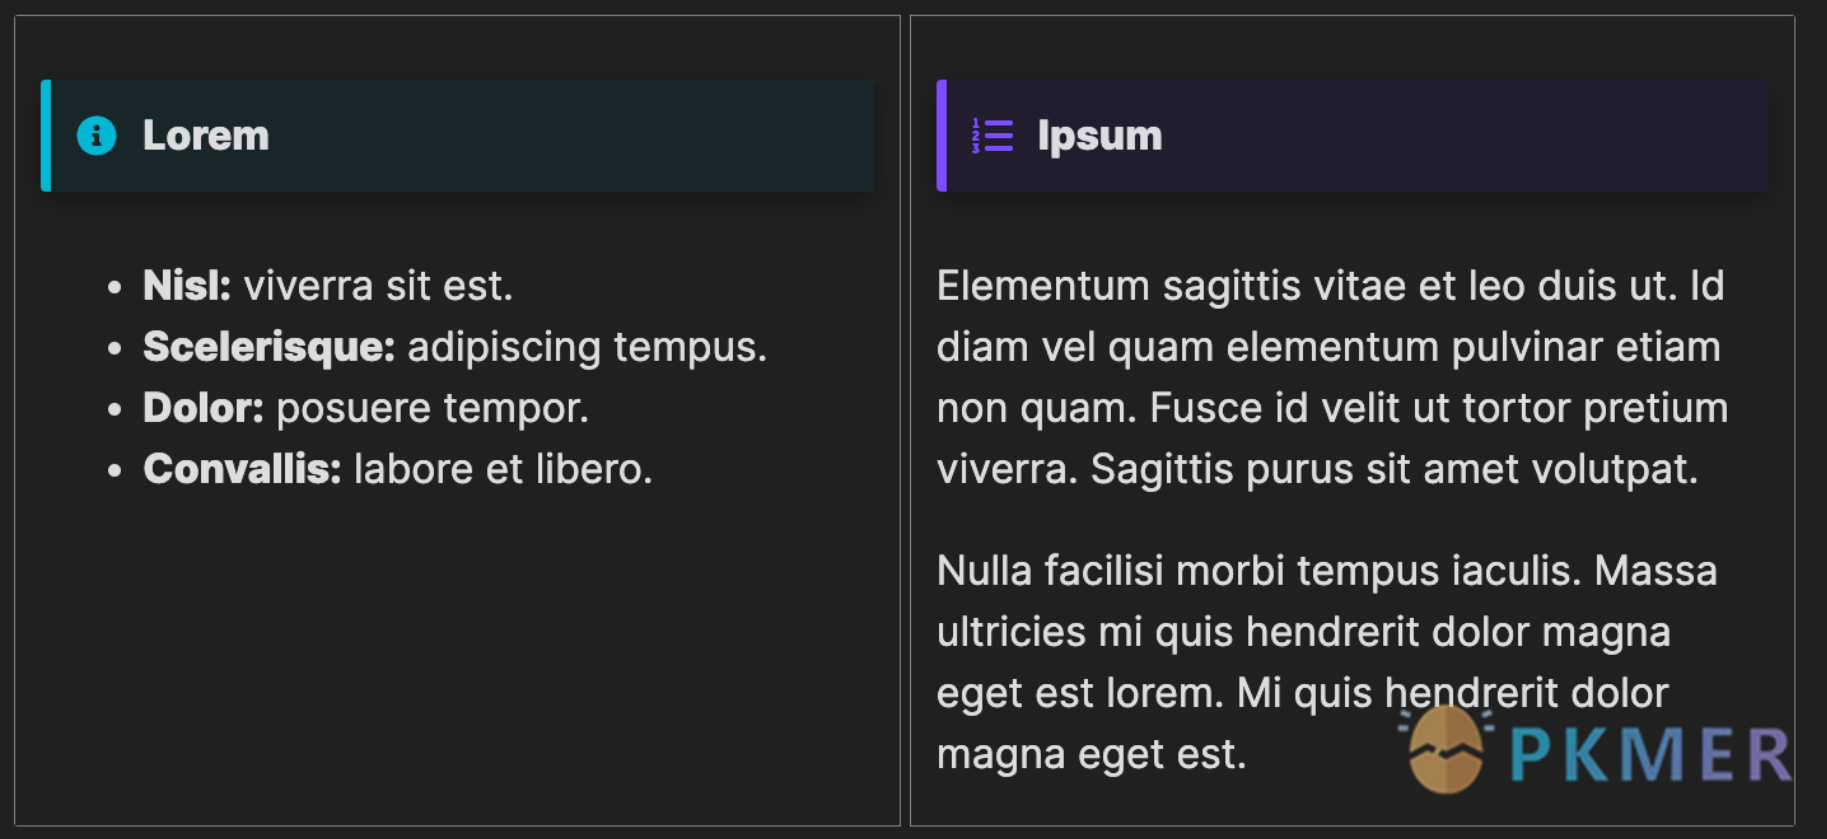 Lorem
• Nisl: viverra sit est.
• Scelerisque: adipiscing tempus.
• Dolor: posuere tempor.
• Convallis: labore et libero.
1
2
3
Ipsum
Elementum sagittis vitae et leo duis ut. Id
diam vel quam elementum pulvinar etiam
non quam. Fusce id velit ut tortor pretium
viverra. Sagittis purus sit amet volutpat.
Nulla facilisi morbi tempus iaculis. Massa
ultricies mi quis hendrerit dolor magna
eget est lorem. Mi quis hendrerit dolor
magna eget est.
PKMER